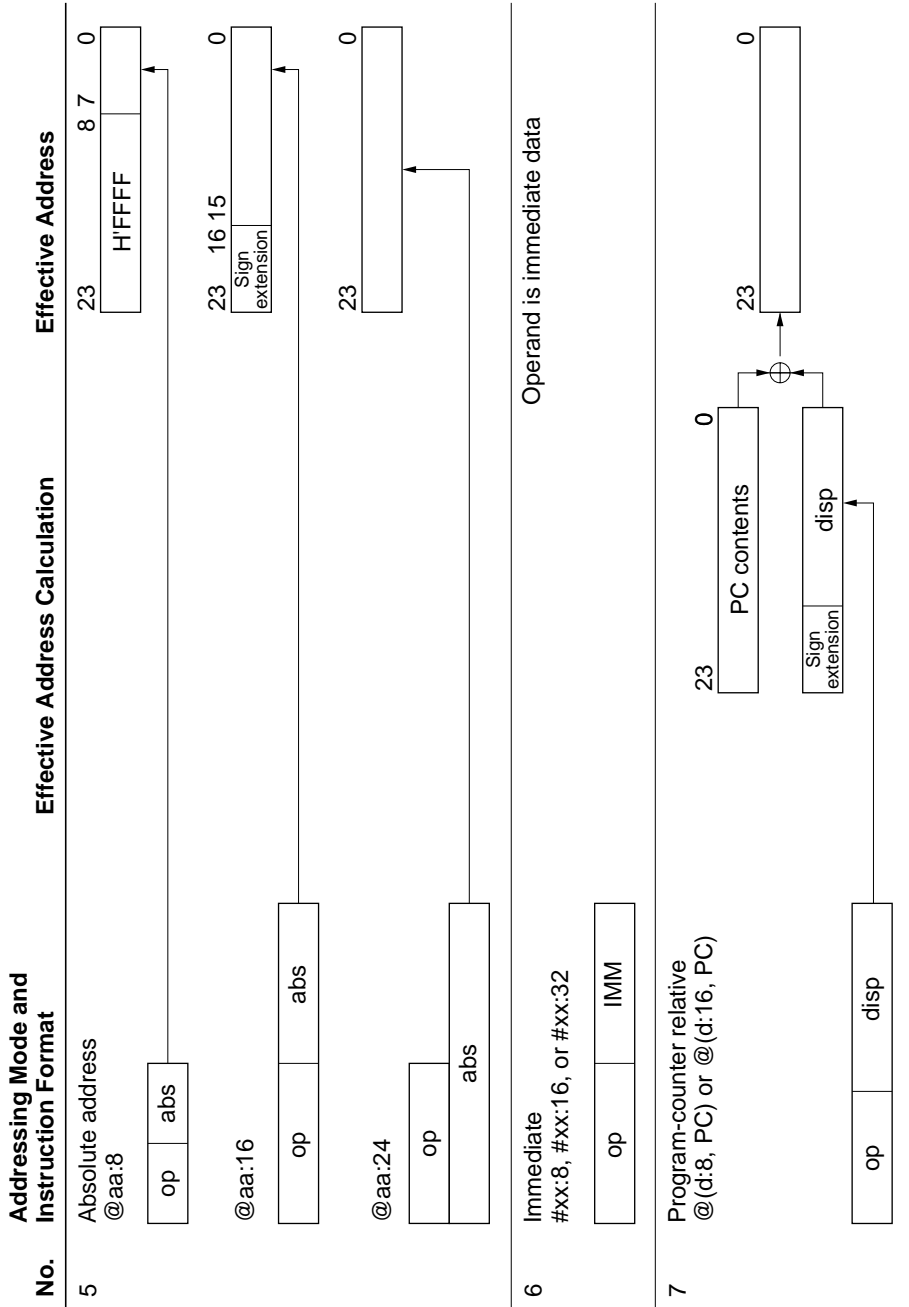 No.
Addressing Mode and
Instruction Format
Effective Address Calculation
Effective Address
5
Absolute address
@aa:8
op abs
23 8 7 0
H'FFFF
@aa:16
op abs
23 16 15 0
Sign
extension
@aa:24
op
abs
23 0
6
Immediate
#xx:8, #xx:16, or #xx:32
op IMM
Operand is immediate data
7
Program-counter relative
@(d:8, PC) or @(d:16, PC)
op disp
23 0
PC contents
Sign
extension
disp
23 0